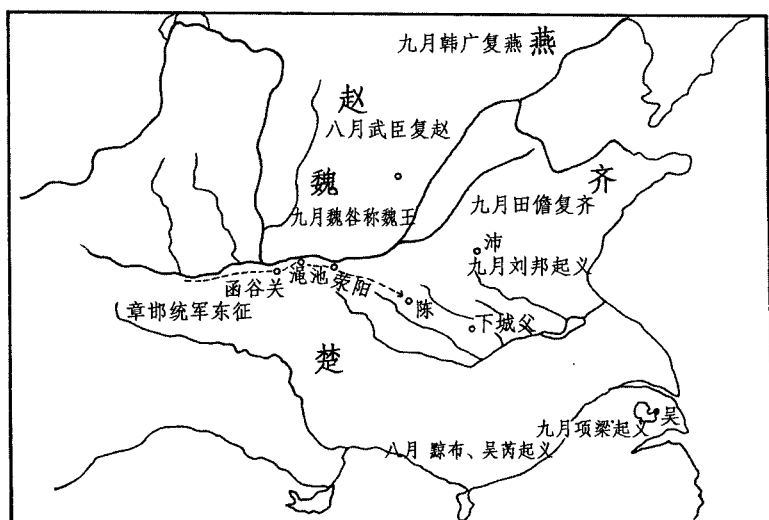 九月韩广复燕 燕
赵
八月武臣复赵
魏
九月魏咎称魏王
齐
九月田儋复齐
沛
九月刘邦起义
函谷关
渑池
荥阳
陈
下城父
章邯统军东征
楚
吴
九月项梁起义
八月 黥布、吴芮起义